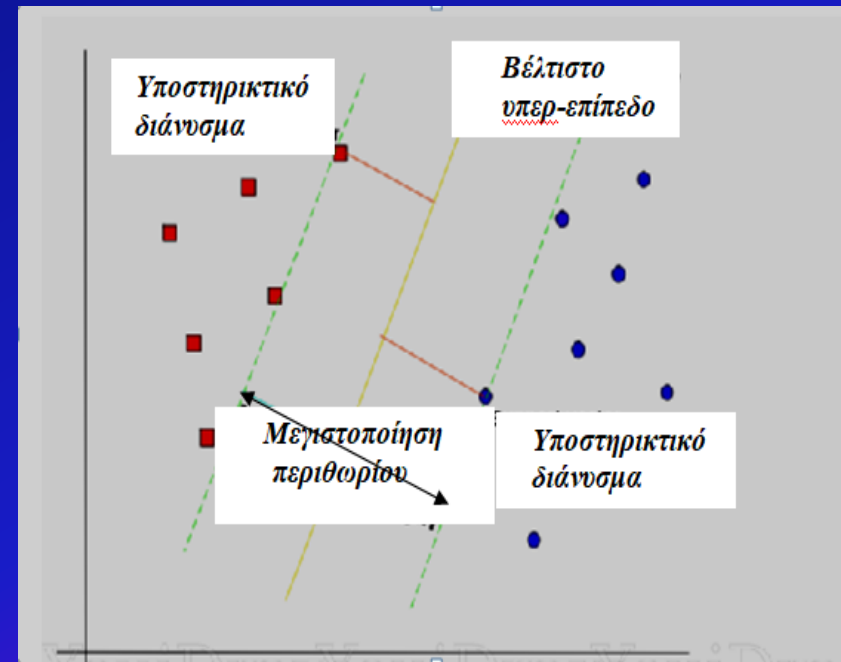 Υποστηρικτικό
διάνυσμα
Βέλτιστο
υπερ-επίπεδο
Μεγιστοποίηση
περιθωρίου
Υποστηρικτικό
διάνυσμα